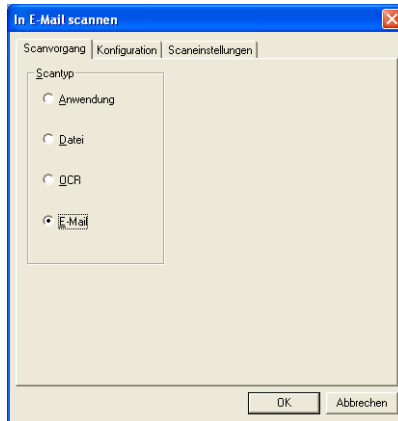 In E-Mail scannen
Scanvorgang Konfiguration Scaneinstellungen
Scantyp
Anwendung
Datei
OCR
E-Mail
OK Abbrechen